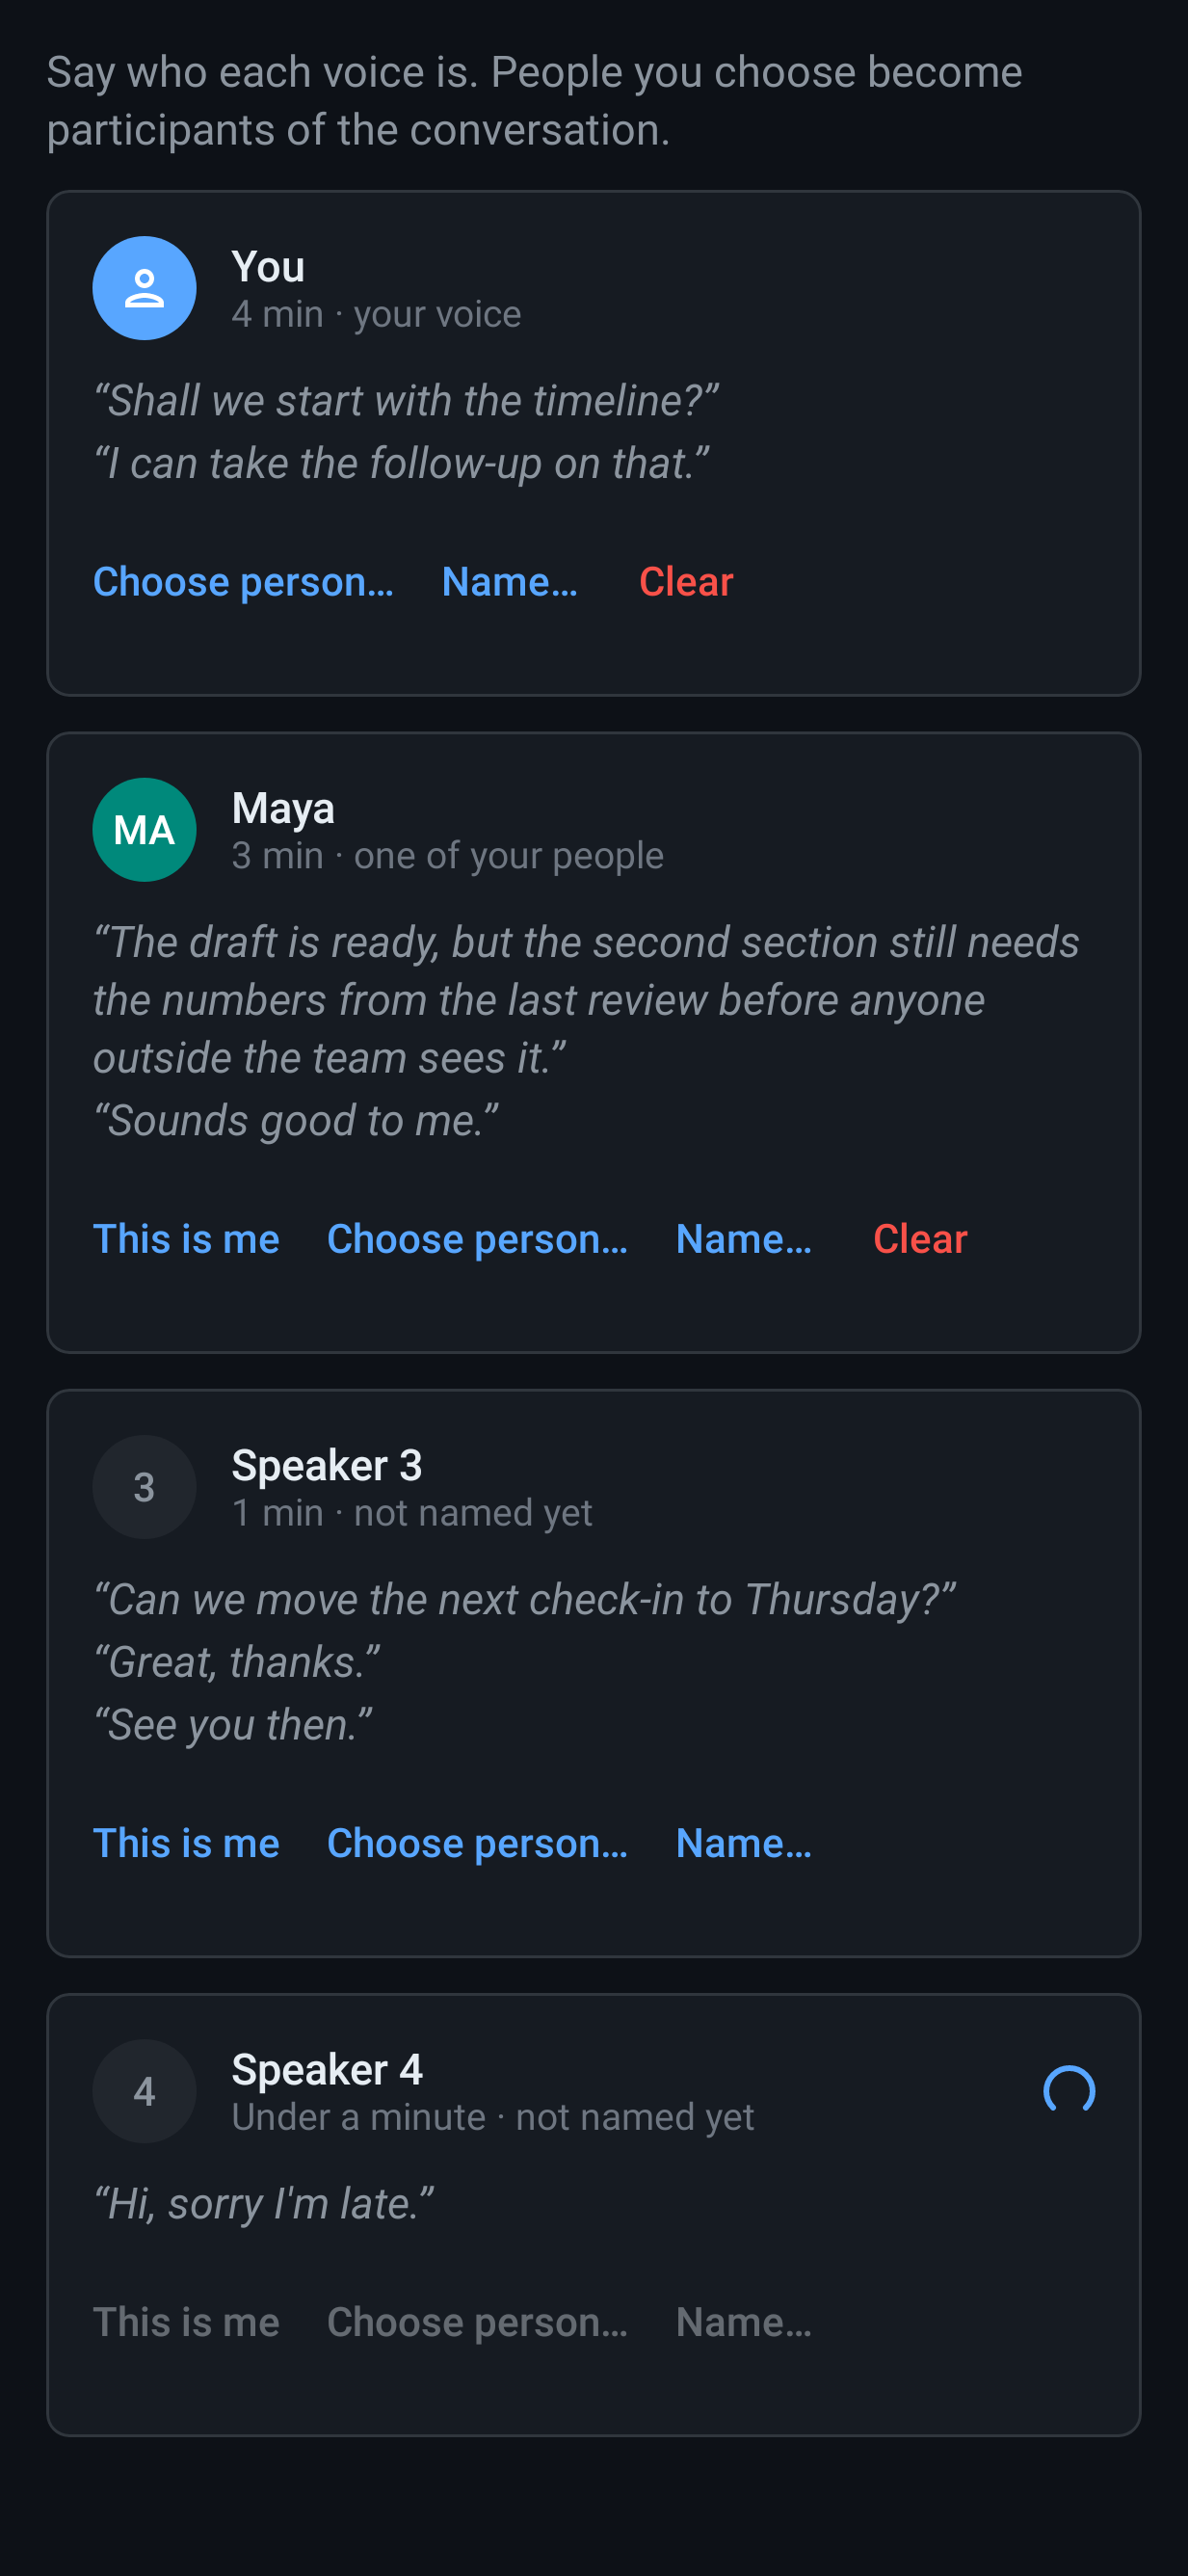 Say who each voice is. People you choose become
participants of the conversation.
You
4 min · your voice
“Shall we start with the timeline?”
“I can take the follow-up on that.”
Choose person… Name… Clear
MA
Maya
3 min · one of your people
“The draft is ready, but the second section still needs
the numbers from the last review before anyone
outside the team sees it.”
“Sounds good to me.”
This is me Choose person… Name… Clear
3
Speaker 3
1 min · not named yet
“Can we move the next check-in to Thursday?”
“Great, thanks.”
“See you then.”
This is me Choose person… Name…
4
Speaker 4
Under a minute · not named yet
“Hi, sorry I'm late.”
This is me Choose person… Name…